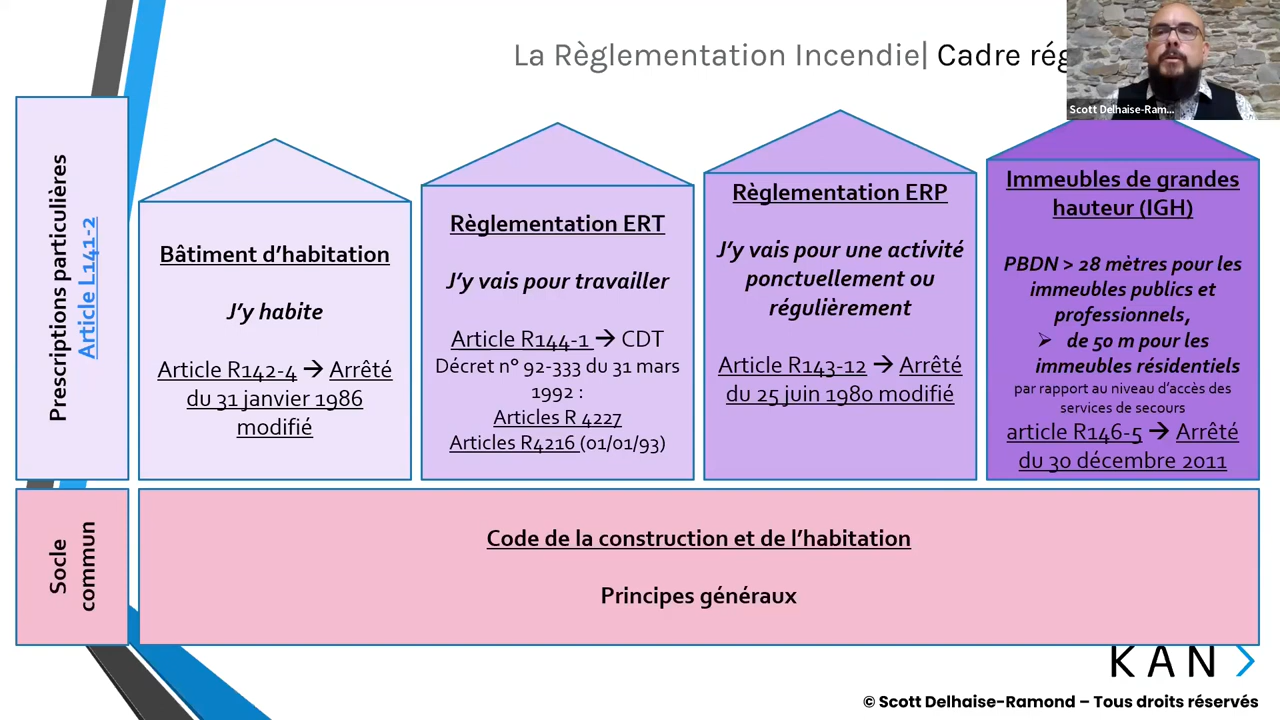 La Règlementation Incendie| Cadre
Scott Delhaise-Ram...
Prescriptions particulières
Article L141-2
Bâtiment d’habitation
J’y habite
Article R142-4 → Arrêté
du 31 janvier 1986
modifié
Règlementation ERT
J’y vais pour travailler
Article R144-1 → CDT
Décret n° 92-333 du 31 mars
1992 :
Articles R 4227
Articles R4216 (01/01/93)
Règlementation ERP
J’y vais pour une activité
ponctuellement ou
régulièrement
Article R143-12 → Arrêté
du 25 juin 1980 modifié
Immeubles de grandes
hauteur (IGH)
PBDN > 28 mètres pour les
immeubles publics et
professionnels,
➢ de 50 m pour les
immeubles résidentiels
par rapport au niveau d’accès des
services de secours
article R146-5 → Arrêté
du 30 décembre 2011
Socle
commun
Code de la construction et de l’habitation
Principes généraux
KAN
© Scott Delhaise-Ramond – Tous droits réservés